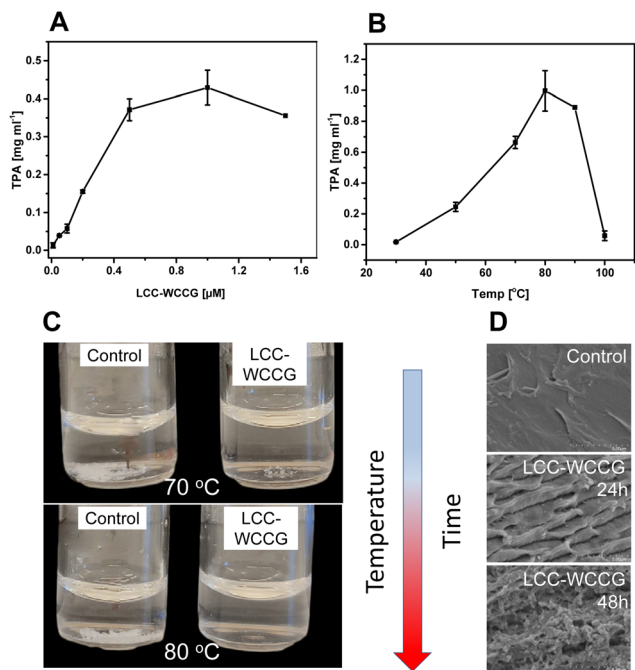 A
TPA [mg ml-1]
0.5
0.4
0.3
0.2
0.1
0.0
0.0 0.4 0.8 1.2 1.6
LCC-WCCG [µM]
B
TPA [mg ml-1]
1.2
1.0
0.8
0.6
0.4
0.2
0.0
20 40 60 80 100
Temp [oC]
C
Control
LCC-
WCCG
70 oC
Control
LCC-
WCCG
80 oC
Temperature
Time
D
Control
LCC-WCCG
24h
LCC-WCCG
48h